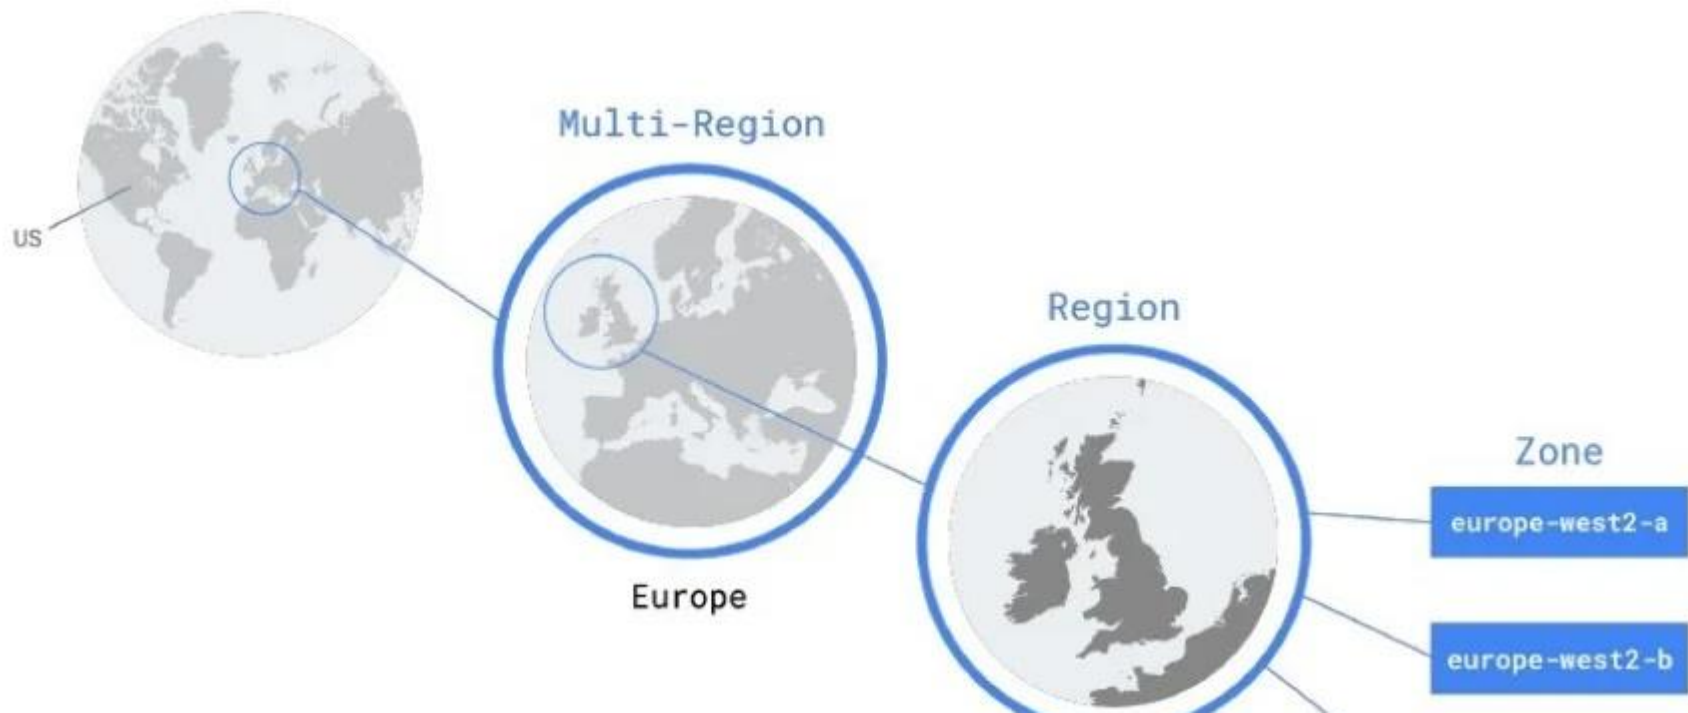 US
Multi-Region
Europe
Region
Zone
europe-west2-a
europe-west2-b